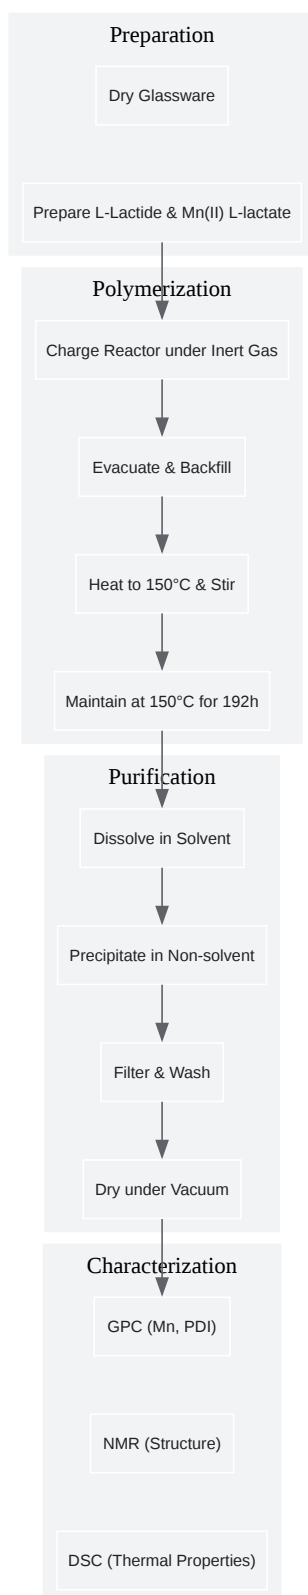 Preparation
Dry Glassware
Prepare L-Lactide & Mn(II) L-lactate
Polymerization
Charge Reactor under Inert Gas
Evacuate & Backfill
Heat to 150°C & Stir
Maintain at 150°C for 192h
Purification
Dissolve in Solvent
Precipitate in Non-solvent
Filter & Wash
Dry under Vacuum
Characterization
GPC (Mn, PDI)
NMR (Structure)
DSC (Thermal Properties)